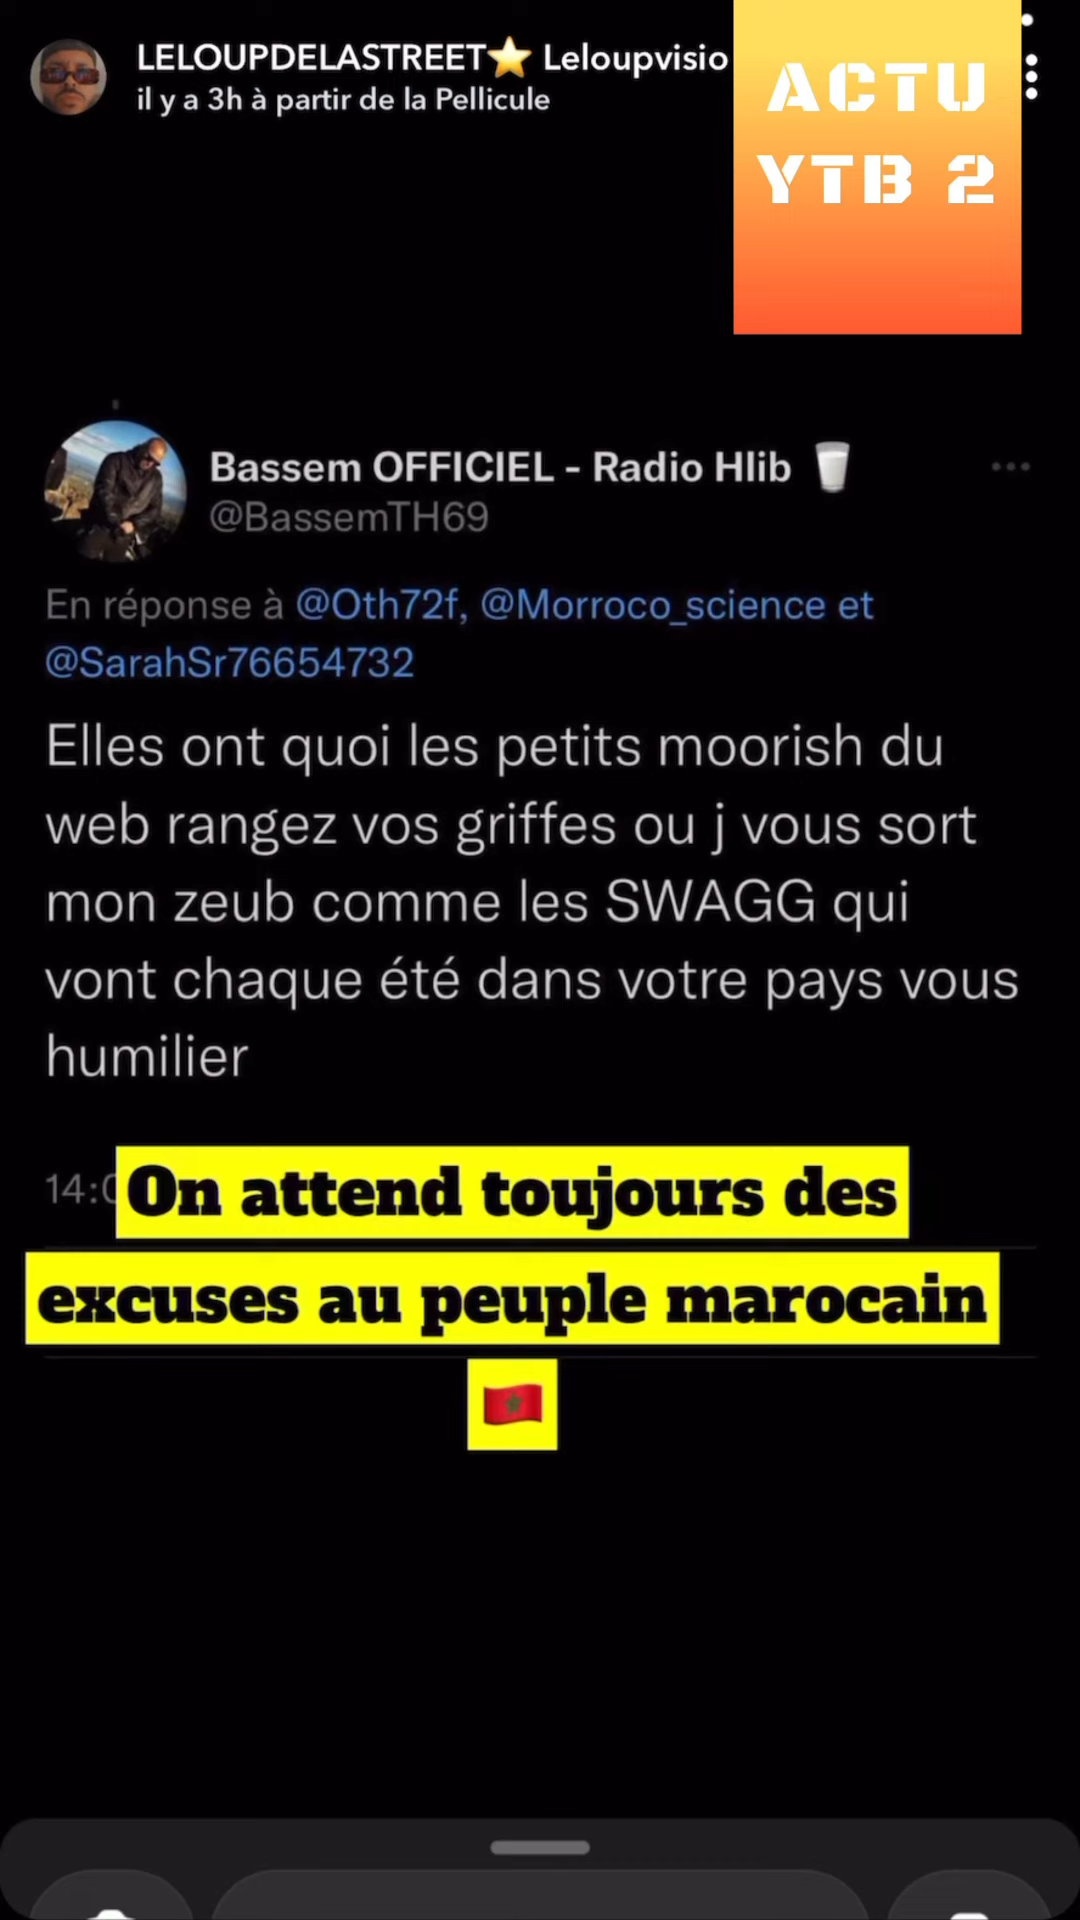 LELOUPDELASTREET⭐ Leloupvisio
il y a 3h à partir de la Pellicule
ACTU
YTB 2
Bassem OFFICIEL - Radio Hlib 🥛
@BassemTH69
En réponse à @Oth72f, @Morroco_science et
@SarahSr76654732
Elles ont quoi les petits moorish du
web rangez vos griffes ou j vous sort
mon zeub comme les SWAGG qui
vont chaque été dans votre pays vous
humilier
On attend toujours des
excuses au peuple marocain
🇲🇦